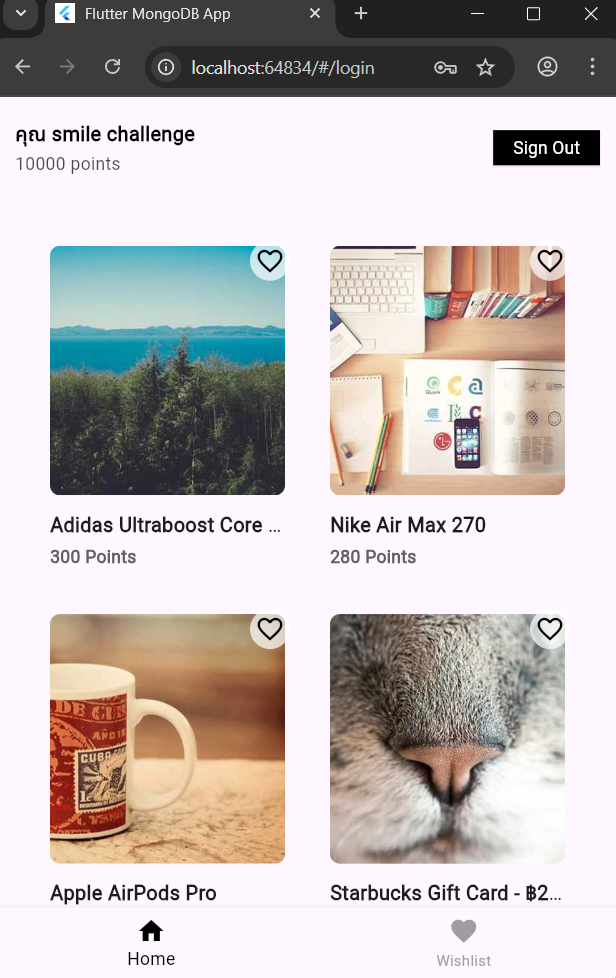 Flutter MongoDB App
localhost:64834/#/login
คุณ smile challenge
10000 points
Sign Out
Adidas Ultraboost Core ...
300 Points
Nike Air Max 270
280 Points
CUBA
Apple AirPods Pro
Starbucks Gift Card - ฿2...
Home
Wishlist